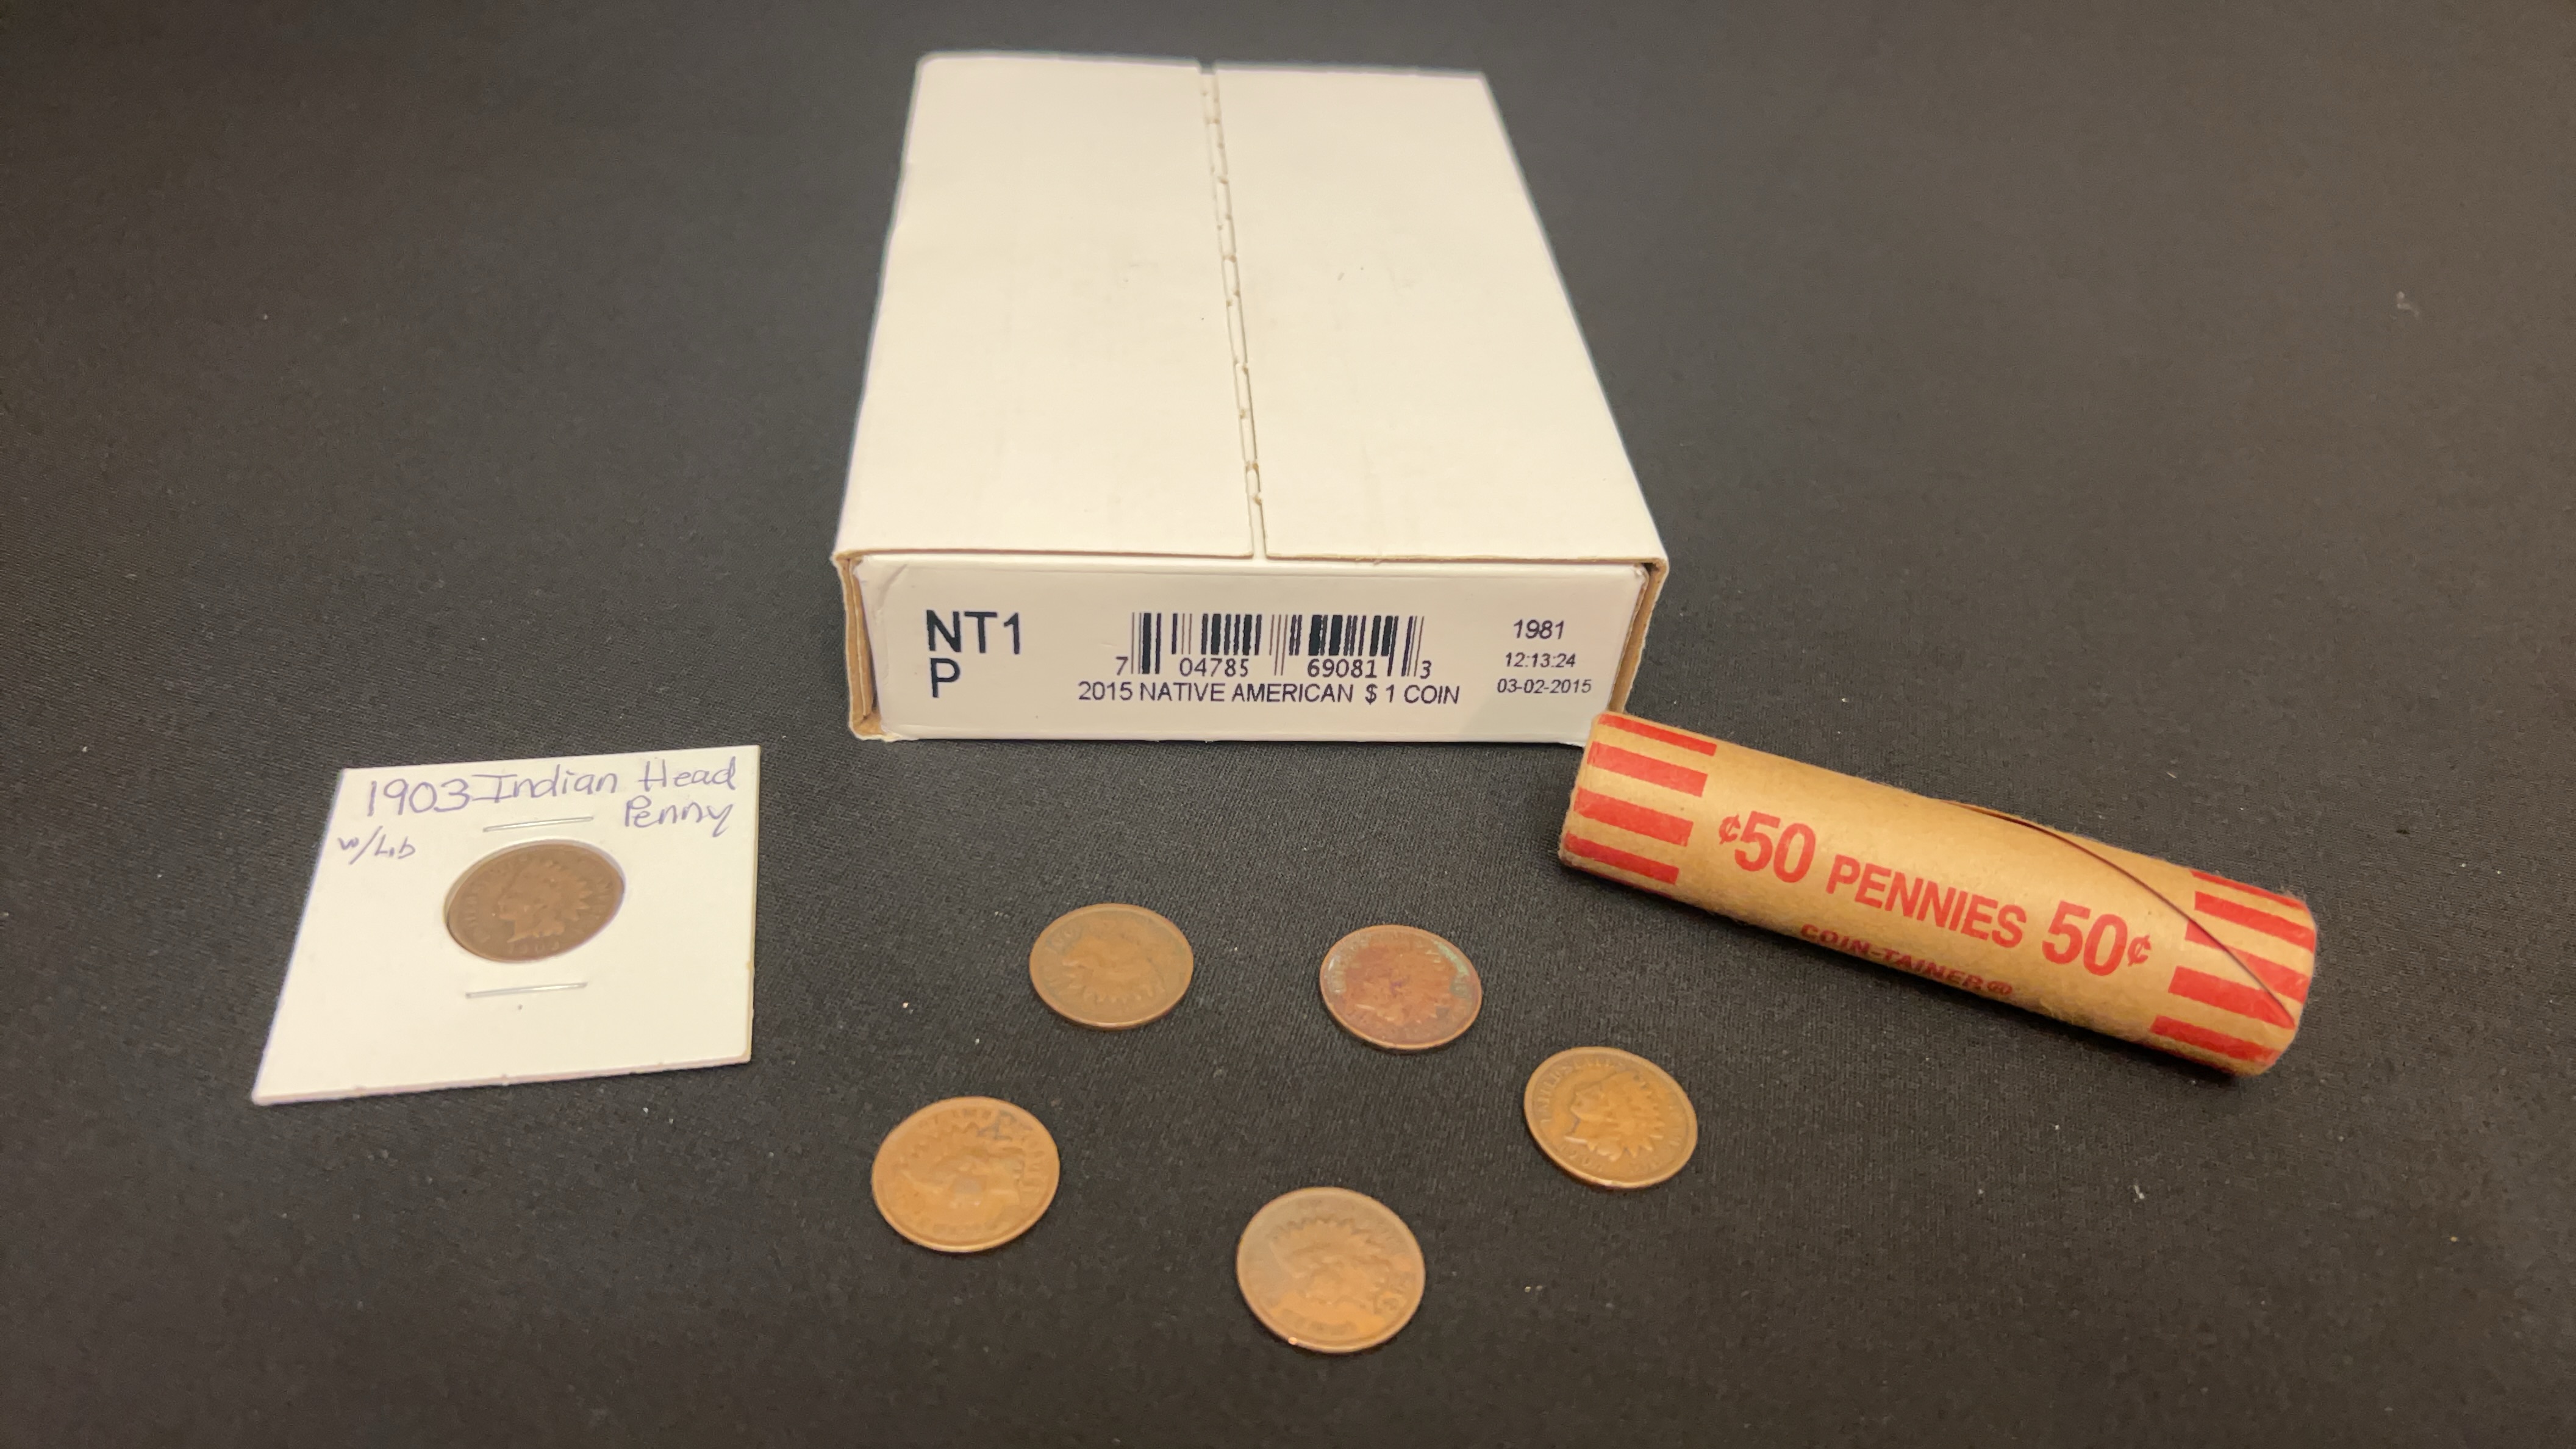 NT1
P
7 04785 69081 3
2015 NATIVE AMERICAN $1 COIN
1981
12:13:24
03-02-2015
1903 Indian Head
Penny
w/Lib
¢50 PENNIES 50¢
COIN-TAINER